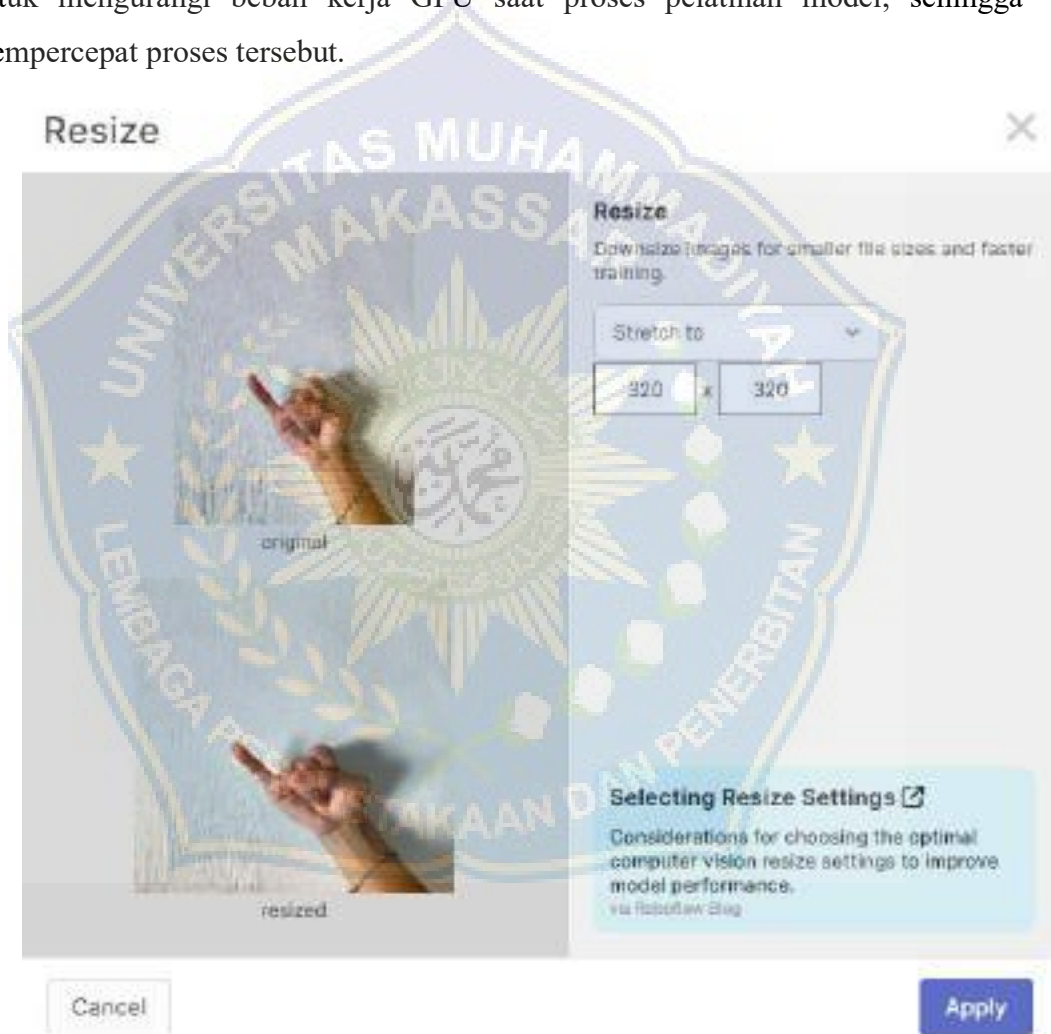 untuk mengurangi beban kerja GPU saat proses pelatihan model, sehingga
mempercepat proses tersebut.
Resize
UNIVERSITAS MUHAMMADIYAH
MAKASSAR
Resize
Downsize images for smaller file sizes and faster
training.
Stretch to
320 x 320
original
LEMBAGA PERPUSTAKAAN DAN PENERBITAN
Selecting Resize Settings
Considerations for choosing the optimal
computer vision resize settings to improve
model performance.
via Roboflow Blog
resized
Cancel
Apply